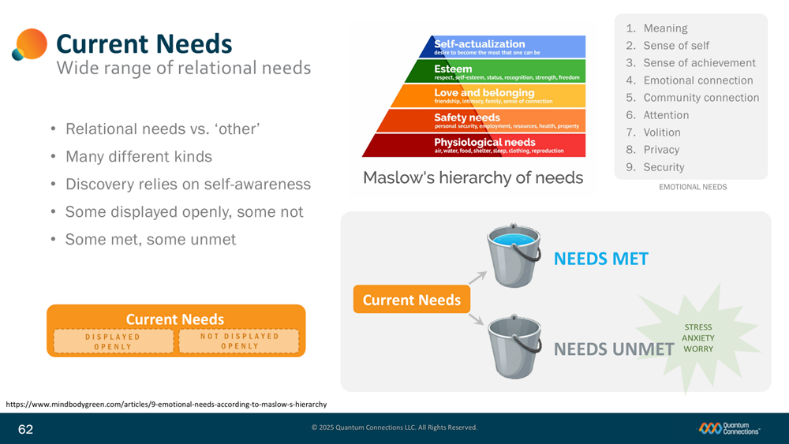 Current Needs
Wide range of relational needs
• Relational needs vs. ‘other’
• Many different kinds
• Discovery relies on self-awareness
• Some displayed openly, some not
• Some met, some unmet
Current Needs
DISPLAYED
OPENLY
NOT DISPLAYED
OPENLY
Self-actualization
desire to become the most that one can be
Esteem
respect, self-esteem, status, recognition, strength, freedom
Love and belonging
friendship, intimacy, family, sense of connection
Safety needs
personal security, employment, resources, health, property
Physiological needs
air, water, food, shelter, sleep, clothing, reproduction
Maslow's hierarchy of needs
1. Meaning
2. Sense of self
3. Sense of achievement
4. Emotional connection
5. Community connection
6. Attention
7. Volition
8. Privacy
9. Security
EMOTIONAL NEEDS
Current Needs
NEEDS MET
NEEDS UNMET
STRESS
ANXIETY
WORRY
https://www.mindbodygreen.com/articles/9-emotional-needs-according-to-maslow-s-hierarchy
62
© 2025 Quantum Connections LLC. All Rights Reserved.
Quantum
Connections